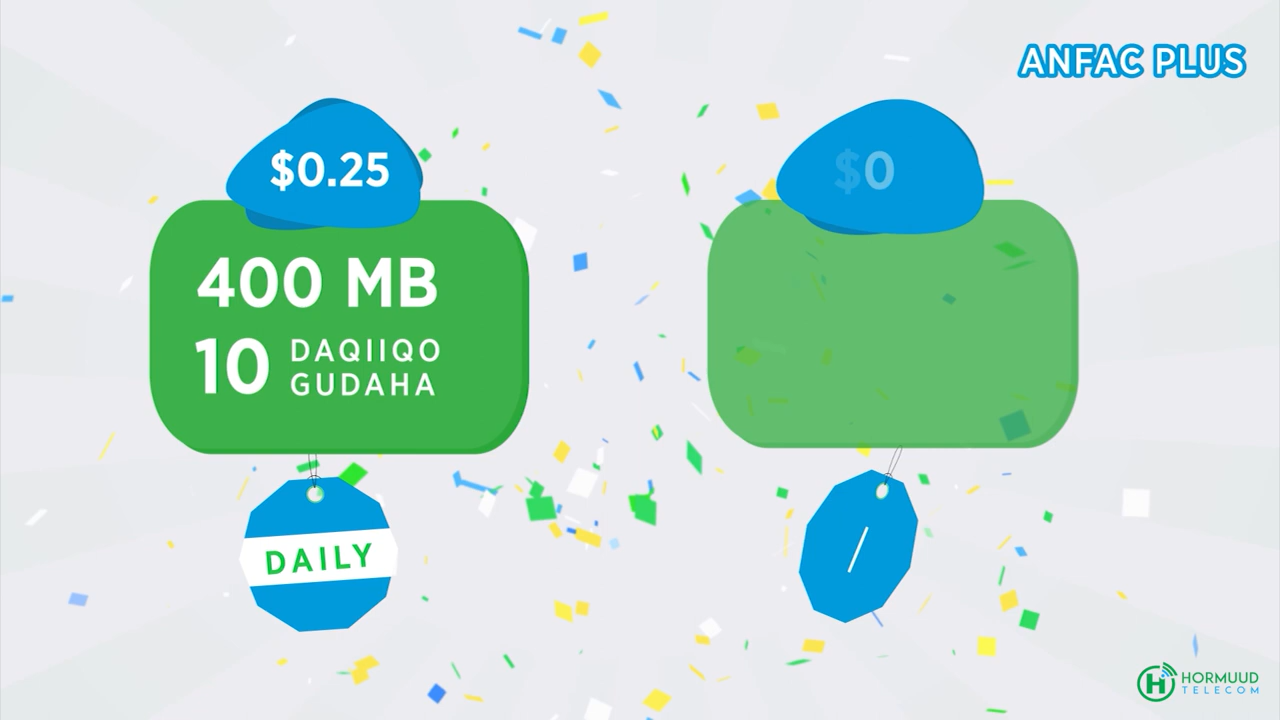 ANFAC PLUS
$0.25
$0
400 MB
10 DAQIIQO
GUDAHA
DAILY
HORMUUD
TELECOM